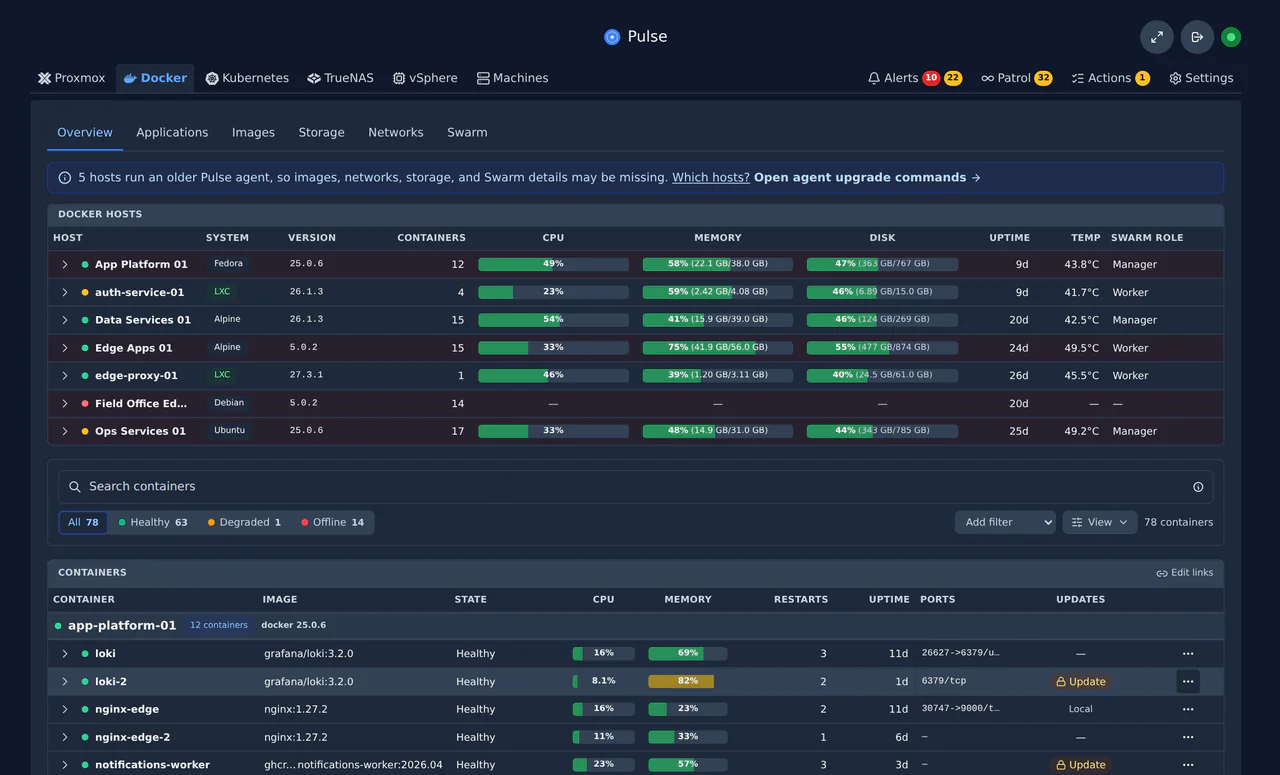 Pulse
Proxmox Docker Kubernetes TrueNAS vSphere Machines Alerts 10 22 Patrol 32 Actions 1 Settings
Overview Applications Images Storage Networks Swarm
5 hosts run an older Pulse agent, so images, networks, storage, and Swarm details may be missing. Which hosts? Open agent upgrade commands →
DOCKER HOSTS
HOST SYSTEM VERSION CONTAINERS CPU MEMORY DISK UPTIME TEMP SWARM ROLE
App Platform 01 Fedora 25.0.6 12 49% 58% (22.1 GB/38.0 GB) 47% (363 GB/767 GB) 9d 43.8°C Manager
auth-service-01 LXC 26.1.3 4 23% 59% (2.42 GB/4.08 GB) 46% (6.89 GB/15.0 GB) 9d 41.7°C Worker
Data Services 01 Alpine 26.1.3 15 54% 41% (15.9 GB/39.0 GB) 46% (124 GB/269 GB) 20d 42.5°C Manager
Edge Apps 01 Alpine 5.0.2 15 33% 75% (41.9 GB/56.0 GB) 55% (477 GB/874 GB) 24d 49.5°C Worker
edge-proxy-01 LXC 27.3.1 1 46% 39% (1.20 GB/3.11 GB) 40% (24.5 GB/61.0 GB) 26d 45.5°C Worker
Field Office Ed... Debian 5.0.2 14 — — — 20d — —
Ops Services 01 Ubuntu 25.0.6 17 33% 48% (14.9 GB/31.0 GB) 44% (343 GB/785 GB) 25d 49.2°C Manager
Search containers
All 78 Healthy 63 Degraded 1 Offline 14 Add filter View 78 containers
CONTAINERS Edit links
CONTAINER IMAGE STATE CPU MEMORY RESTARTS UPTIME PORTS UPDATES
app-platform-01 12 containers docker 25.0.6
loki grafana/loki:3.2.0 Healthy 16% 69% 3 11d 26627->6379/u… — ···
loki-2 grafana/loki:3.2.0 Healthy 8.1% 82% 2 1d 6379/tcp Update ···
nginx-edge nginx:1.27.2 Healthy 16% 23% 2 11d 30747->9000/t… Local ···
nginx-edge-2 nginx:1.27.2 Healthy 11% 33% 1 6d – — ···
notifications-worker ghcr... notifications-worker:2026.04 Healthy 23% 57% 3 3d – Update ···